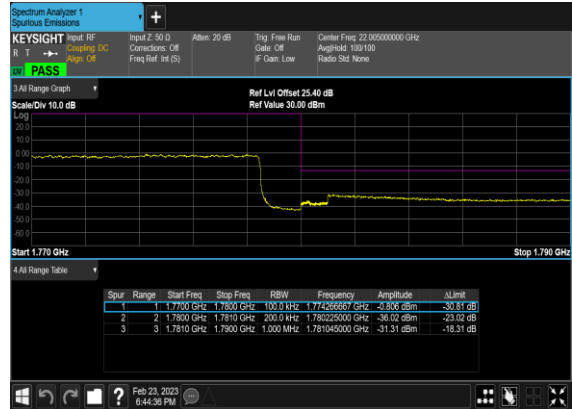 Spectrum Analyzer 1
Spurious Emissions
+
KEYSIGHT Input: RF
R T Coupling: DC
Align: Off
Input Z: 50 Ω
Corrections: Off
Freq Ref: Int (S)
Atten: 20 dB
Trig: Free Run
Gate: Off
IF Gain: Low
Center Freq: 22.005000000 GHz
Avg|Hold: 100/100
Radio Std: None
PASS
3 All Range Graph
Scale/Div 10.0 dB
Ref Lvl Offset 25.40 dB
Ref Value 30.00 dBm
Log
20.0
10.0
0.00
-10.0
-20.0
-30.0
-40.0
-50.0
-60.0
Start 1.770 GHz
Stop 1.790 GHz
4 All Range Table
Spur Range Start Freq Stop Freq RBW Frequency Amplitude ΔLimit
1 1 1.7700 GHz 1.7800 GHz 100.0 kHz 1.774266667 GHz -0.806 dBm -30.81 dB
2 2 1.7800 GHz 1.7810 GHz 200.0 kHz 1.780225000 GHz -36.02 dBm -23.02 dB
3 3 1.7810 GHz 1.7900 GHz 1.000 MHz 1.781045000 GHz -31.31 dBm -18.31 dB
? Feb 23, 2023
6:44:36 PM